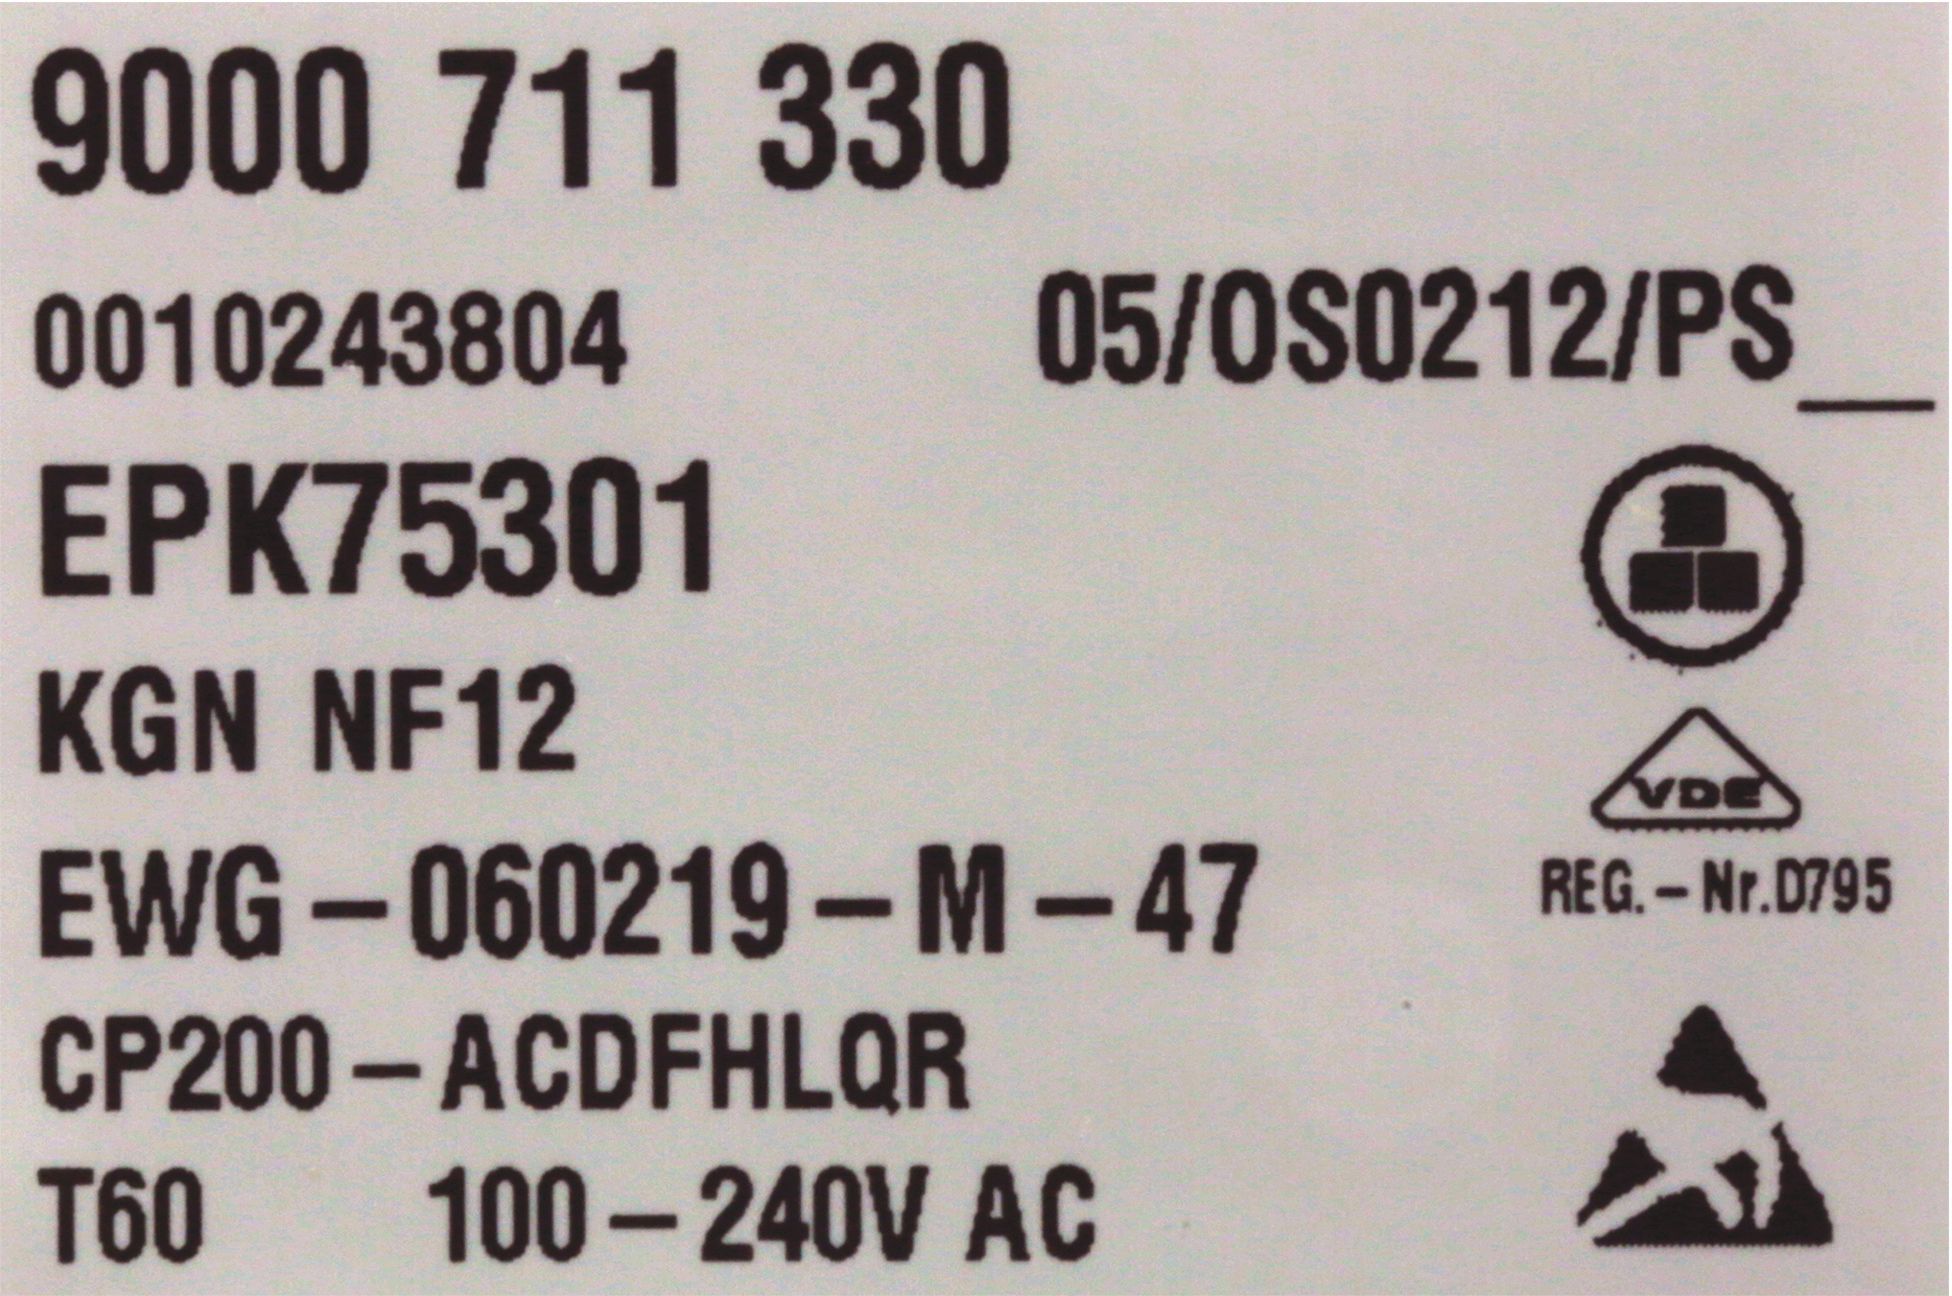 9000 711 330
0010243804 05/OS0212/PS__
EPK75301
KGN NF12
VDE
EWG-060219-M-47
REG.-Nr.D795
CP200-ACDFHLQR
T60 100-240V AC